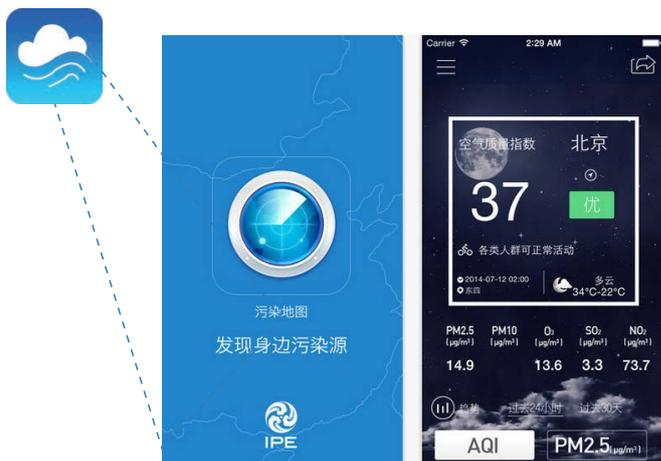 污染地图
发现身边污染源
IPE
Carrier 2:29 AM
空气质量指数 北京
37 优
各类人群可正常活动
2014-07-12 02:00
东四
多云
34°C-22°C
PM2.5 PM10 O₃ SO₂ NO₂
(μg/m³) (μg/m³) (μg/m³) (μg/m³) (μg/m³)
14.9 13.6 3.3 73.7
趋势 过去24小时 过去30天
AQI PM2.5(μg/m³)